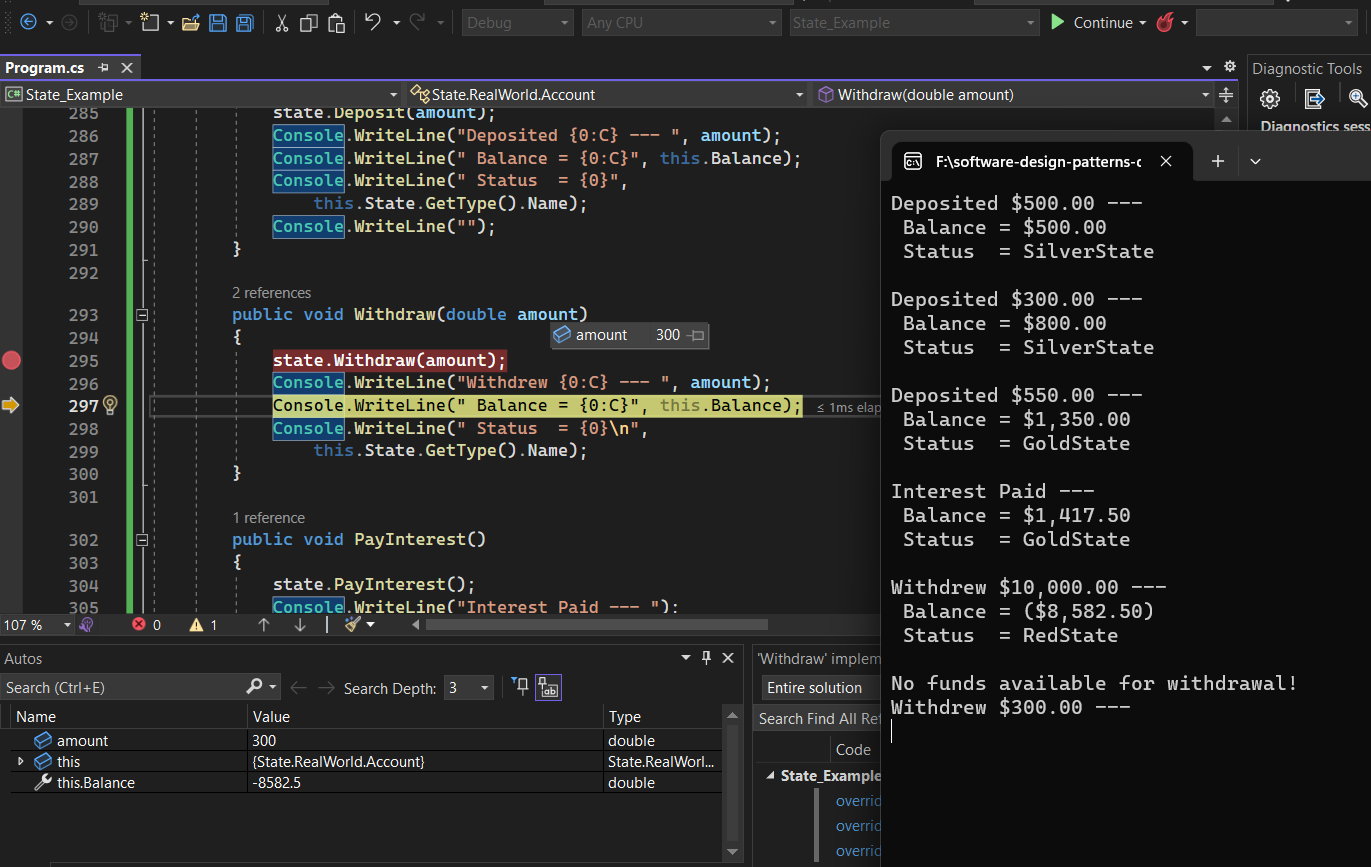 Debug
Any CPU
State_Example
Continue
Program.cs
Diagnostic Tools
C# State_Example
State.RealWorld.Account
Withdraw(double amount)
Diagnostics sess
285 state.Deposit(amount);
286 Console.WriteLine("Deposited {0:C} --- ", amount);
287 Console.WriteLine(" Balance = {0:C}", this.Balance);
288 Console.WriteLine(" Status  = {0}",
289 this.State.GetType().Name);
290 Console.WriteLine("");
291 }
292
2 references
293 public void Withdraw(double amount)
294 {
amount 300
295 state.Withdraw(amount);
296 Console.WriteLine("Withdrew {0:C} --- ", amount);
297 Console.WriteLine(" Balance = {0:C}", this.Balance); ≤ 1ms elap
298 Console.WriteLine(" Status  = {0}\n",
299 this.State.GetType().Name);
300 }
301
1 reference
302 public void PayInterest()
303 {
304 state.PayInterest();
305 Console.WriteLine("Interest Paid --- ");
107 %
0
1
F:\software-design-patterns-c
Deposited $500.00 ---
Balance = $500.00
Status  = SilverState
Deposited $300.00 ---
Balance = $800.00
Status  = SilverState
Deposited $550.00 ---
Balance = $1,350.00
Status  = GoldState
Interest Paid ---
Balance = $1,417.50
Status  = GoldState
Withdrew $10,000.00 ---
Balance = ($8,582.50)
Status  = RedState
No funds available for withdrawal!
Withdrew $300.00 ---
Autos
Search (Ctrl+E)
Search Depth: 3
Name Value Type
amount 300 double
this {State.RealWorld.Account} State.RealWorl...
this.Balance -8582.5 double
'Withdraw' implem
Entire solution
Search Find All Ref
Code
State_Example
overric
overric
overric